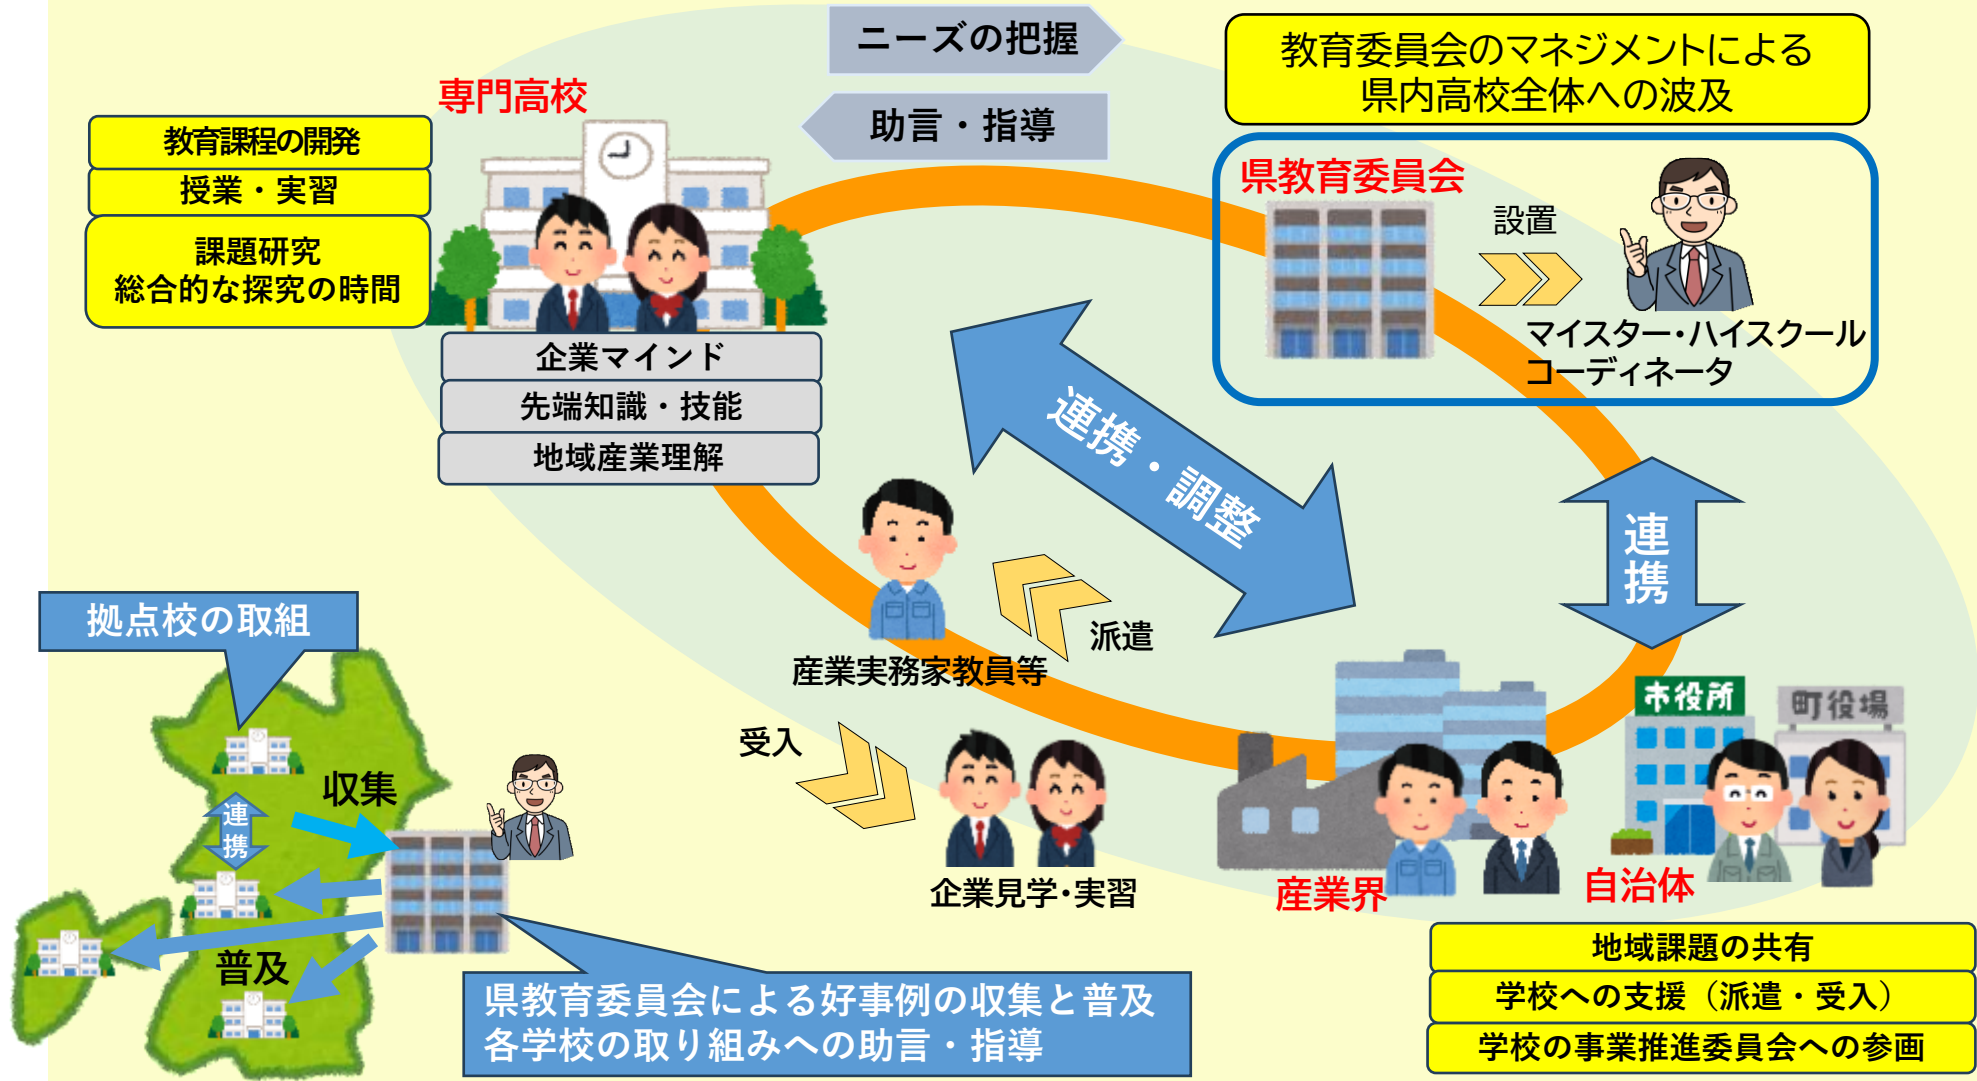 ニーズの把握
助言・指導
教育委員会のマネジメントによる
県内高校全体への波及
専門高校
教育課程の開発
授業・実習
課題研究
総合的な探究の時間
県教育委員会
設置
マイスター・ハイスクール
コーディネータ
企業マインド
先端知識・技能
地域産業理解
連携・調整
連携
産業実務家教員等
派遣
受入
企業見学・実習
市役所
町役場
産業界
自治体
地域課題の共有
学校への支援（派遣・受入）
学校の事業推進委員会への参画
拠点校の取組
収集
連携
普及
県教育委員会による好事例の収集と普及
各学校の取り組みへの助言・指導